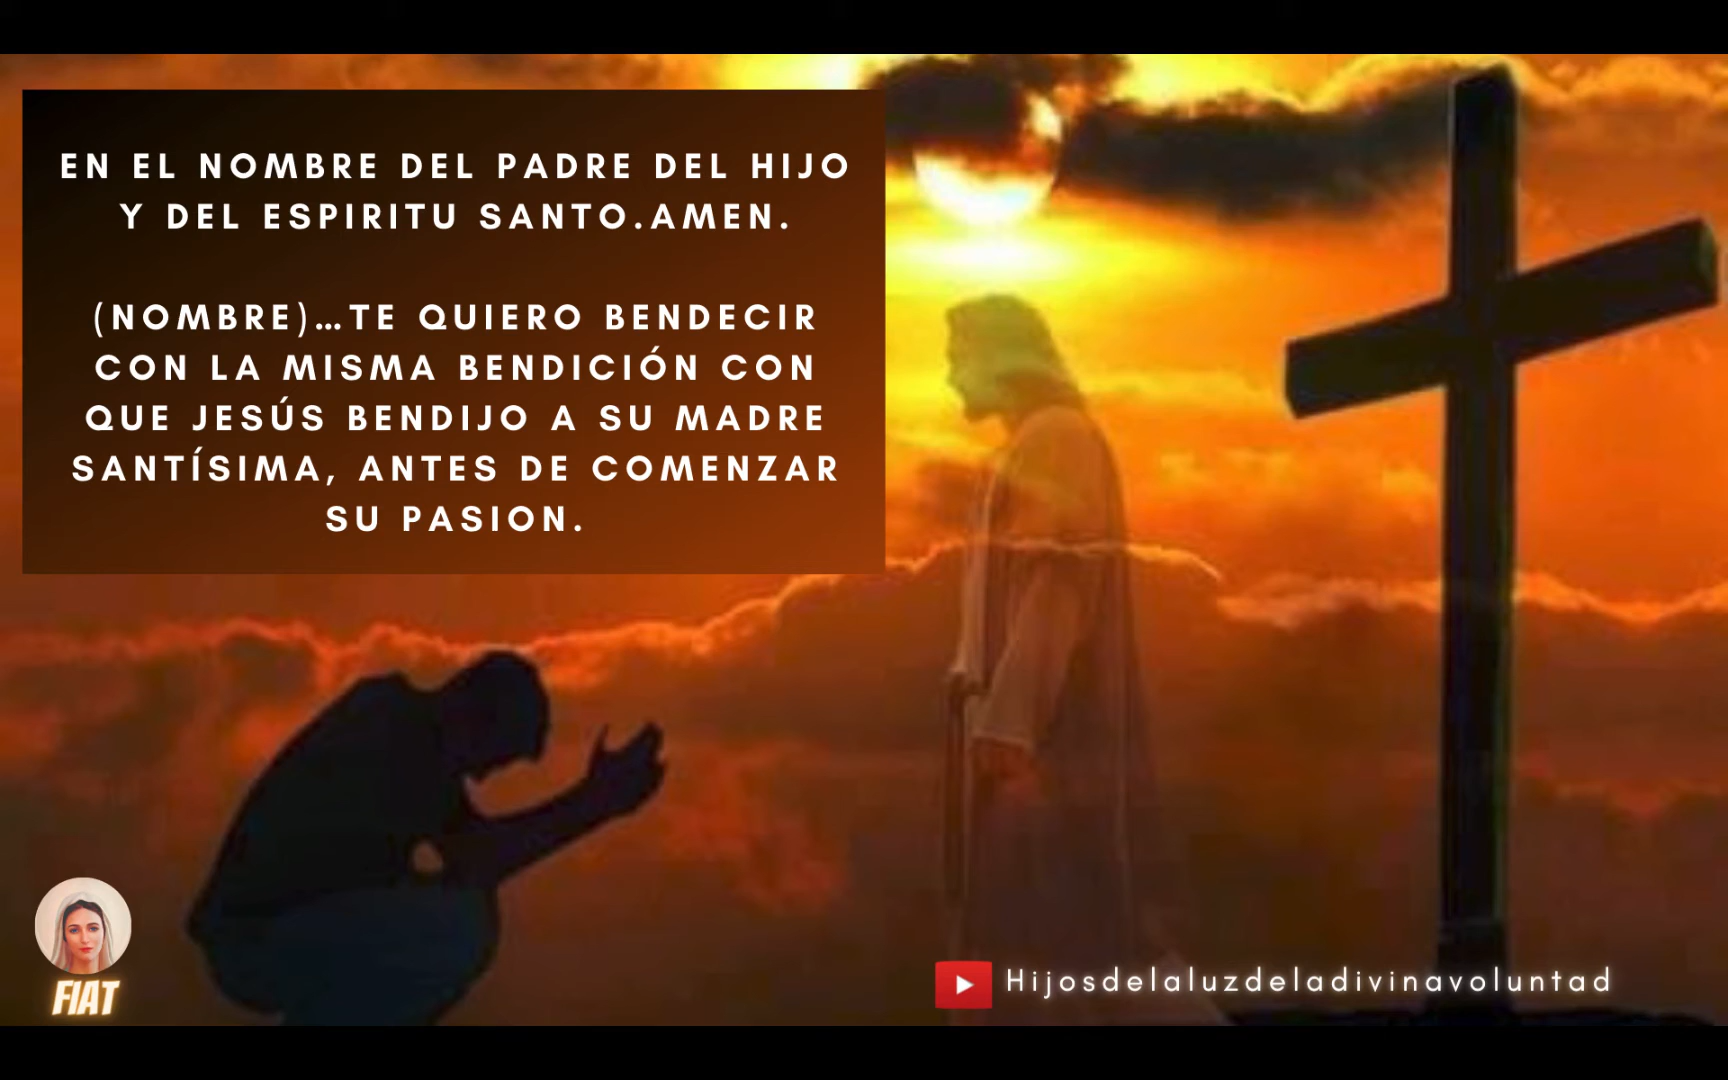 EN EL NOMBRE DEL PADRE DEL HIJO
Y DEL ESPIRITU SANTO.AMEN.
(NOMBRE)...TE QUIERO BENDECIR
CON LA MISMA BENDICIÓN CON
QUE JESÚS BENDIJO A SU MADRE
SANTÍSIMA, ANTES DE COMENZAR
SU PASION.
FIAT
Hijosdelaluzdeladivinavoluntad